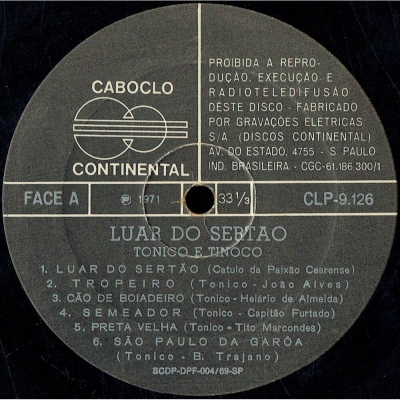 CABOCLO
CONTINENTAL
PROIBIDA A REPRO-
DUÇÃO, EXECUÇÃO E
RADIOTELEDIFUSÃO
DÊSTE DISCO - FABRICADO
POR GRAVAÇÕES ELETRICAS
S/A. (DISCOS CONTINENTAL)
AV. DO ESTADO, 4755 - S. PAULO
IND. BRASILEIRA - CGC-61.186.300/1
FACE A
P 1971
33 1/3
CLP-9.126
LUAR DO SERTÃO
TONICO E TINOCO
1. LUAR DO SERTÃO (Catulo da Paixão Cearense)
2. TROPEIRO (Tonico - João Alves)
3. CÃO DE BOIADEIRO (Tonico - Helário de Almeida)
4. SEMEADOR (Tonico - Capitão Furtado)
5. PRETA VELHA (Tonico - Tito Marcondes)
6. SÃO PAULO DA GARÔA
(Tonico - B. Trajano)
SCDP-DPF-004/69-SP